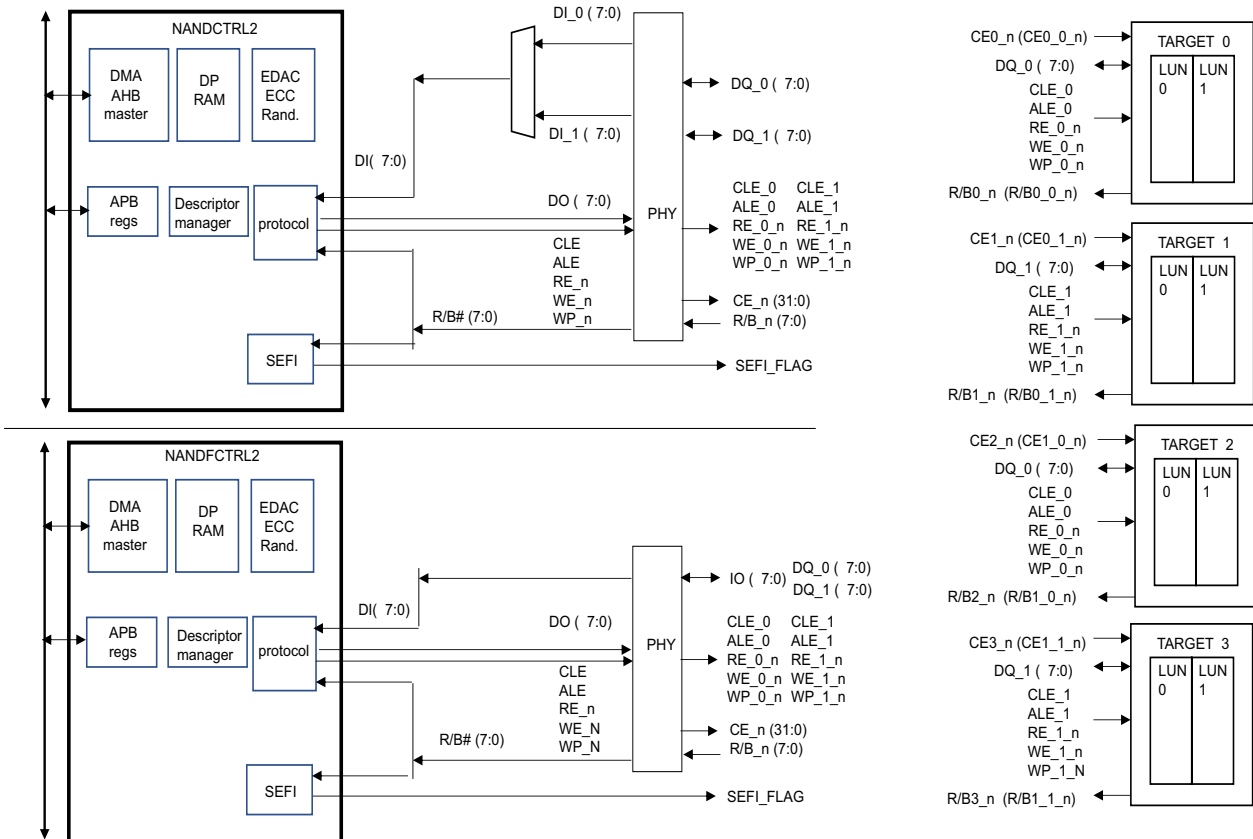 NANDCTRL2
DMA
AHB
master
DP
RAM
EDAC
ECC
Rand.
APB
regs
Descriptor
manager
protocol
SEFI
DI( 7:0)
DI_0 ( 7:0)
DI_1 ( 7:0)
DO ( 7:0)
CLE
ALE
RE_n
WE_n
WP_n
R/B# (7:0)
PHY
DQ_0 ( 7:0)
DQ_1 ( 7:0)
CLE_0 CLE_1
ALE_0 ALE_1
RE_0_n RE_1_n
WE_0_n WE_1_n
WP_0_n WP_1_n
CE_n (31:0)
R/B_n (7:0)
SEFI_FLAG
NANDFCTRL2
DMA
AHB
master
DP
RAM
EDAC
ECC
Rand.
APB
regs
Descriptor
manager
protocol
SEFI
DI( 7:0)
DO ( 7:0)
CLE
ALE
RE_n
WE_N
WP_N
R/B# (7:0)
PHY
IO ( 7:0)
DQ_0 ( 7:0)
DQ_1 ( 7:0)
CLE_0 CLE_1
ALE_0 ALE_1
RE_0_n RE_1_n
WE_0_n WE_1_n
WP_0_n WP_1_n
CE_n (31:0)
R/B_n (7:0)
SEFI_FLAG
CE0_n (CE0_0_n)
DQ_0 ( 7:0)
CLE_0
ALE_0
RE_0_n
WE_0_n
WP_0_n
R/B0_n (R/B0_0_n)
TARGET 0
LUN LUN
0 1
CE1_n (CE0_1_n)
DQ_1 ( 7:0)
CLE_1
ALE_1
RE_1_n
WE_1_n
WP_1_n
R/B1_n (R/B0_1_n)
TARGET 1
LUN LUN
0 1
CE2_n (CE1_0_n)
DQ_0 ( 7:0)
CLE_0
ALE_0
RE_0_n
WE_0_n
WP_0_n
R/B2_n (R/B1_0_n)
TARGET 2
LUN LUN
0 1
CE3_n (CE1_1_n)
DQ_1 ( 7:0)
CLE_1
ALE_1
RE_1_n
WE_1_n
WP_1_N
R/B3_n (R/B1_1_n)
TARGET 3
LUN LUN
0 1